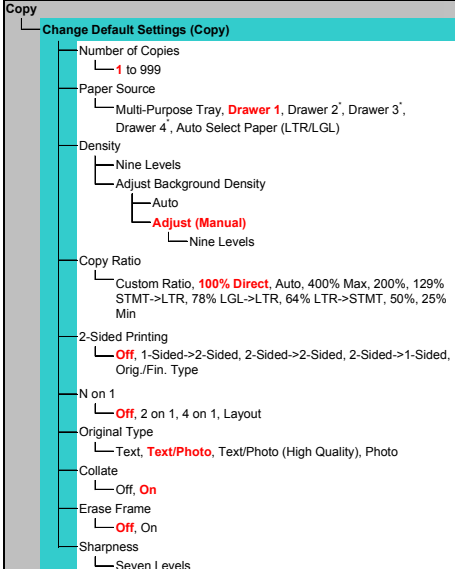 Copy
Change Default Settings (Copy)
Number of Copies
1 to 999
Paper Source
Multi-Purpose Tray, Drawer 1, Drawer 2*, Drawer 3*,
Drawer 4*, Auto Select Paper (LTR/LGL)
Density
Nine Levels
Adjust Background Density
Auto
Adjust (Manual)
Nine Levels
Copy Ratio
Custom Ratio, 100% Direct, Auto, 400% Max, 200%, 129%
STMT->LTR, 78% LGL->LTR, 64% LTR->STMT, 50%, 25%
Min
2-Sided Printing
Off, 1-Sided->2-Sided, 2-Sided->2-Sided, 2-Sided->1-Sided,
Orig./Fin. Type
N on 1
Off, 2 on 1, 4 on 1, Layout
Original Type
Text, Text/Photo, Text/Photo (High Quality), Photo
Collate
Off, On
Erase Frame
Off, On
Sharpness
Seven Levels